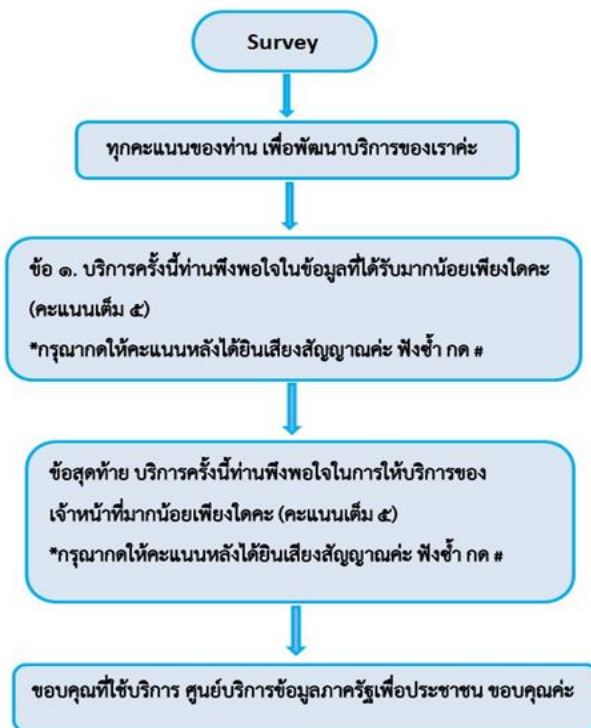 Survey
ทุกคะแนนของท่าน เพื่อพัฒนาบริการของเราค่ะ
ข้อ ๑. บริการครั้งนี้ท่านพึงพอใจในข้อมูลที่ได้รับมากน้อยเพียงใดคะ
(คะแนนเต็ม ๕)
*กรุณากดให้คะแนนหลังได้ยินเสียงสัญญาณค่ะ ฟังซ้ำ กด #
ข้อสุดท้าย บริการครั้งนี้ท่านพึงพอใจในการให้บริการของ
เจ้าหน้าที่มากน้อยเพียงใดคะ (คะแนนเต็ม ๕)
*กรุณากดให้คะแนนหลังได้ยินเสียงสัญญาณค่ะ ฟังซ้ำ กด #
ขอบคุณที่ใช้บริการ ศูนย์บริการข้อมูลภาครัฐเพื่อประชาชน ขอบคุณค่ะ